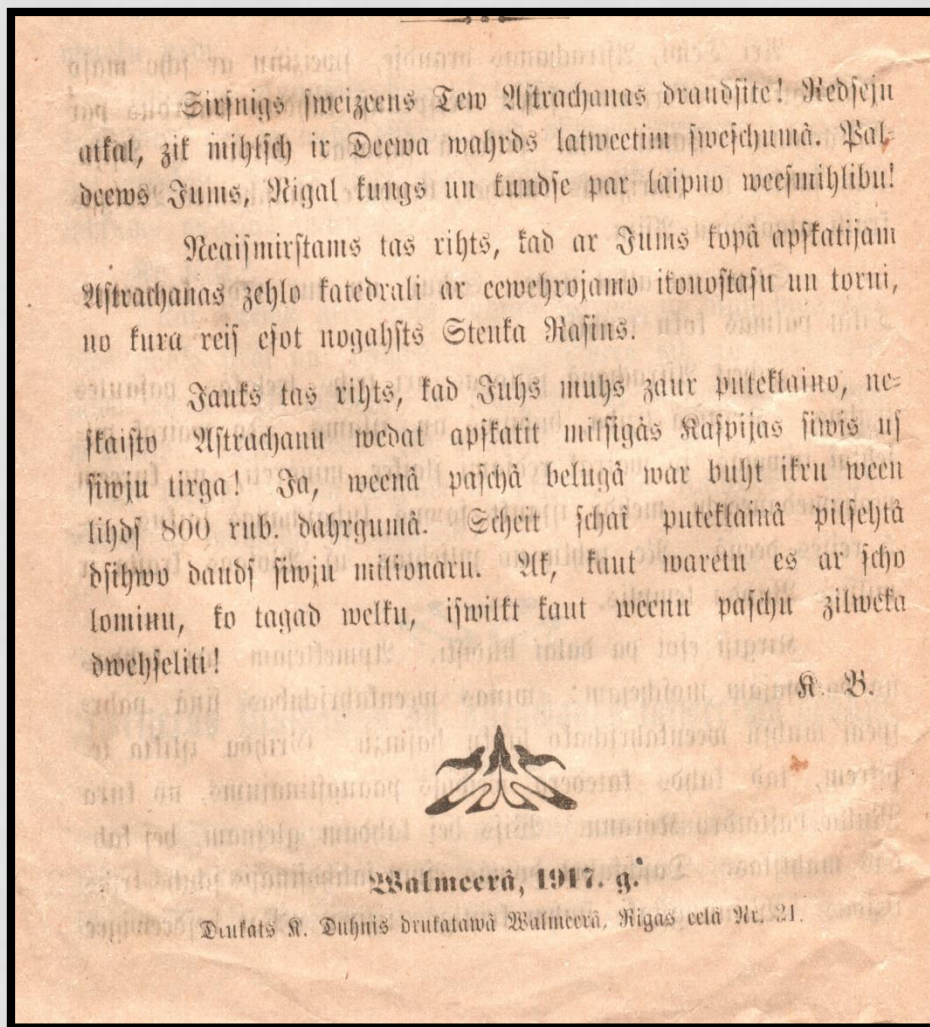 Sirſnigs ſweizeens Tew Aſtrachanas draudſite! Redſeju
atkal, zik mihlſch ir Deewa wahrds latweetim ſweſchumâ. Pal-
deews Jums, Rigal kungs un kundſe par laipno weeſmihlibu!
Neaiſmirſtams tas rihts, kad ar Jums kopâ apſkatijam
Aſtrachanas zehlo katedrali ar eewehrojamo ikonoſtaſu un torni,
no kura reiſ eſot nogahſts Stenka Raſins.
Jauks tas rihts, kad Juhs muhs zaur puteklaino, ne-
ſkaiſto Aſtrachanu wedat apſkatit milſigâs Kaſpijas ſiwis uſ
ſiwju tirga! Ja, weenâ paſchâ belugâ war buht ikru ween
lihdſ 800 rub. dahrgumâ. Scheit ſchai puteklainâ pilſehtâ
dſihwo daudſ ſiwju milionaru. Ak, kaut waretu es ar ſcho
lominu, ko tagad welku, iſwilkt kaut weenu paſchu zilweka
dwehſeliti!
K. B.
Walmeerâ, 1917. g.
Drukats K. Duhnis drukatawâ Walmeerâ, Rigas eelâ Nr. 21.